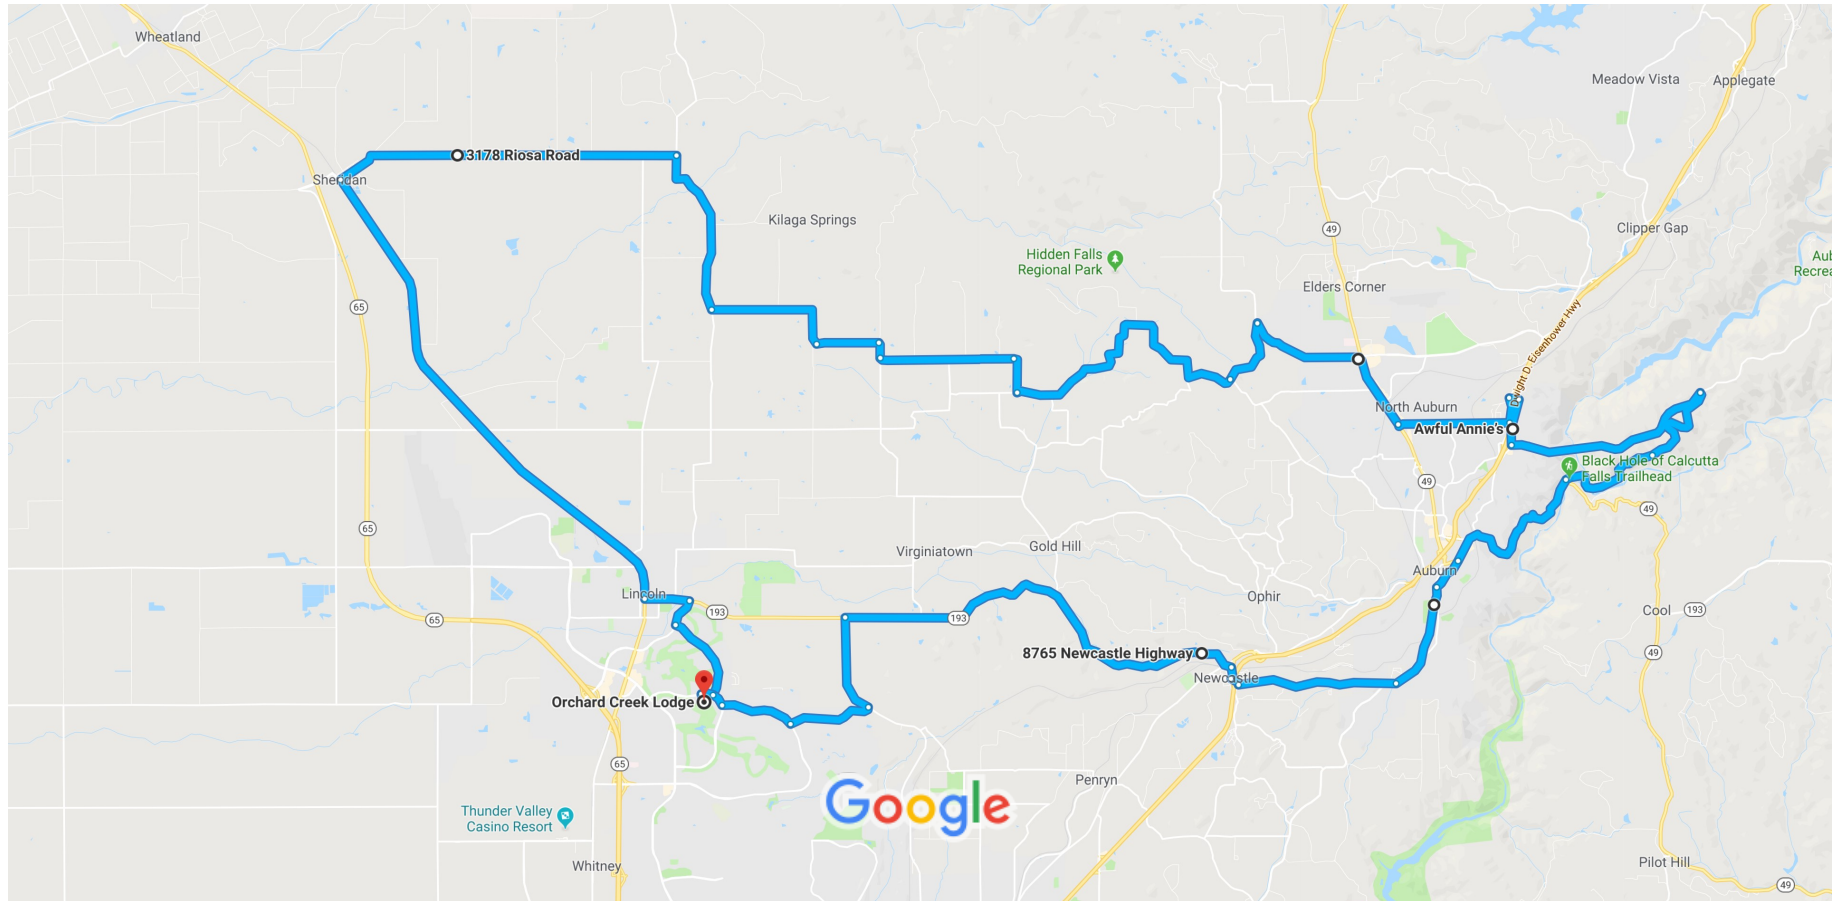 Wheatland
Meadow Vista
Applegate
3178 Riosa Road
Sheridan
Kilaga Springs
49
Clipper Gap
Hidden Falls
Regional Park
Aub
Recrea
Elders Corner
65
Dwight D. Eisenhower Hwy
North Auburn
Awful Annie's
Black Hole of Calcutta
Falls Trailhead
49
49
65
Virginiatown
Gold Hill
Auburn
Lincoln
Ophir
193
193
Cool
193
65
8765 Newcastle Highway
49
Newcastle
Orchard Creek Lodge
65
Penryn
Google
Thunder Valley
Casino Resort
Whitney
Pilot Hill
49